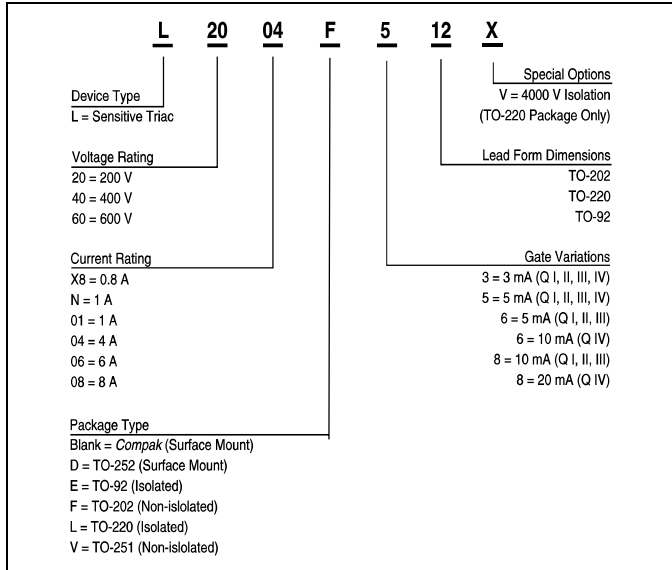 L 20 04 F 5 12 X
Device Type
L = Sensitive Triac
Voltage Rating
20 = 200 V
40 = 400 V
60 = 600 V
Current Rating
X8 = 0.8 A
N = 1 A
01 = 1 A
04 = 4 A
06 = 6 A
08 = 8 A
Package Type
Blank = Compak (Surface Mount)
D = TO-252 (Surface Mount)
E = TO-92 (Isolated)
F = TO-202 (Non-islolated)
L = TO-220 (Isolated)
V = TO-251 (Non-islolated)
Special Options
V = 4000 V Isolation
(TO-220 Package Only)
Lead Form Dimensions
TO-202
TO-220
TO-92
Gate Variations
3 = 3 mA (Q I, II, III, IV)
5 = 5 mA (Q I, II, III, IV)
6 = 5 mA (Q I, II, III)
6 = 10 mA (Q IV)
8 = 10 mA (Q I, II, III)
8 = 20 mA (Q IV)